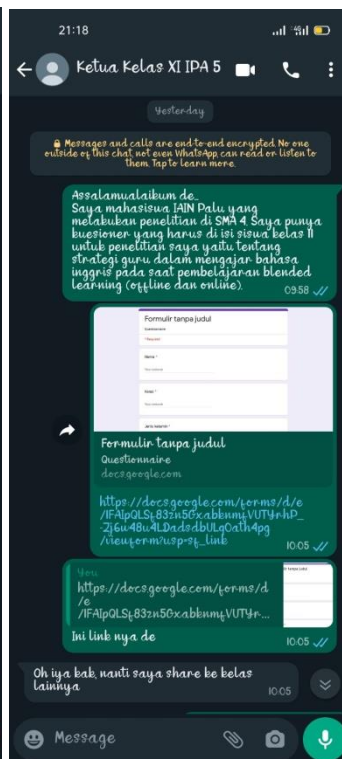 21:18
Ketua Kelas XI IPA 5
Yesterday
Messages and calls are end-to-end encrypted. No one
outside of this chat, not even WhatsApp, can read or listen to
them. Tap to learn more.
Assalamualaikum de..
Saya mahasiswa IAIN Palu yang
melakukan penelitian di SMA 4. Saya punya
kuesioner yang harus di isi siswa kelas 11
untuk penelitian saya yaitu tentang
strategi guru dalam mengajar bahasa
inggris pada saat pembelajaran blended
learning (offline dan online).
09:58
Formulir tanpa judul
Questionnaire
Formulir tanpa judul
Questionnaire
docs.google.com
https://docs.google.com/forms/d/e
/viewform?usp=sf_link
10:05
You
https://docs.google.com/forms/d
/e
Ini link nya de
10:05
Oh iya kak, nanti saya share ke kelas
lainnya
10:05
Message